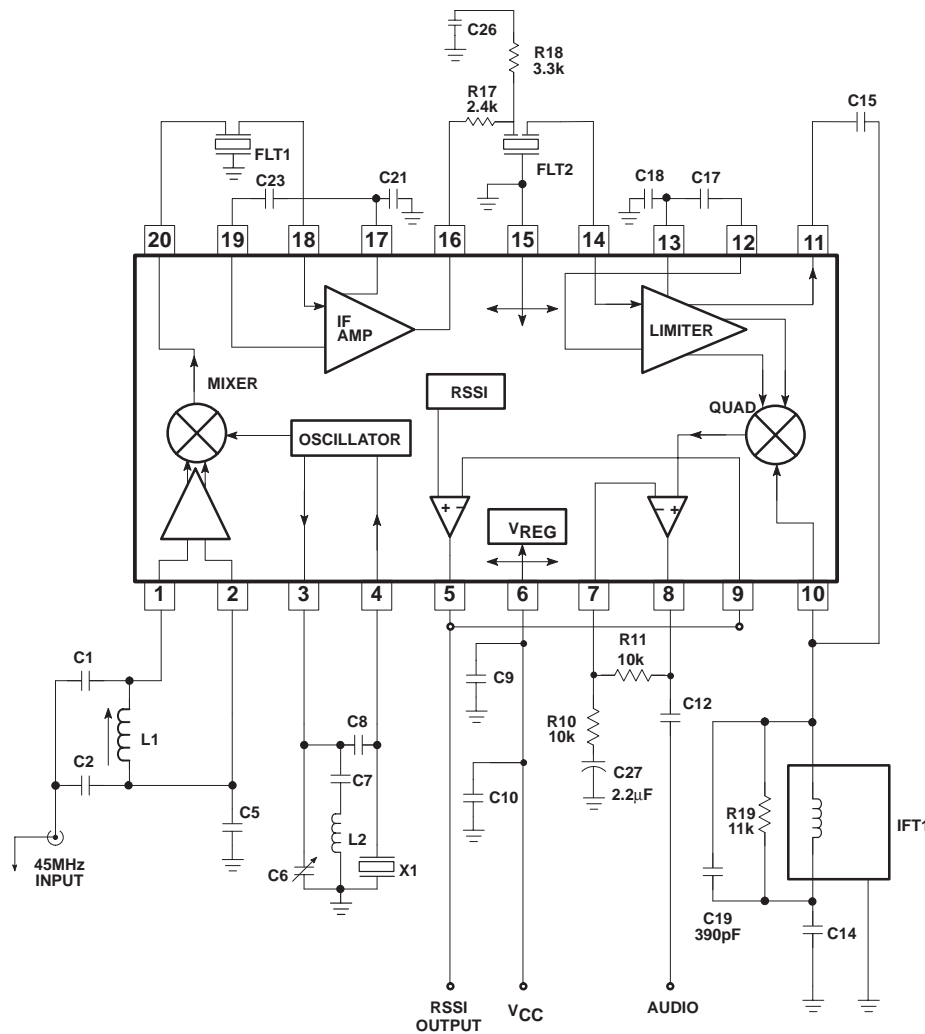 C26
R18
3.3k
R17
2.4k
C15
FLT1
FLT2
C23
C21
C18
C17
20
19
18
17
16
15
14
13
12
11
IF
AMP
LIMITER
MIXER
RSSI
QUAD
OSCILLATOR
+ −
VREG
− +
1
2
3
4
5
6
7
8
9
10
R11
10k
C1
C9
C12
L1
C8
R10
10k
C2
C7
C27
2.2µF
C10
C5
L2
R19
11k
IFT1
45MHz
INPUT
C6
X1
C19
390pF
C14
RSSI
OUTPUT
VCC
AUDIO